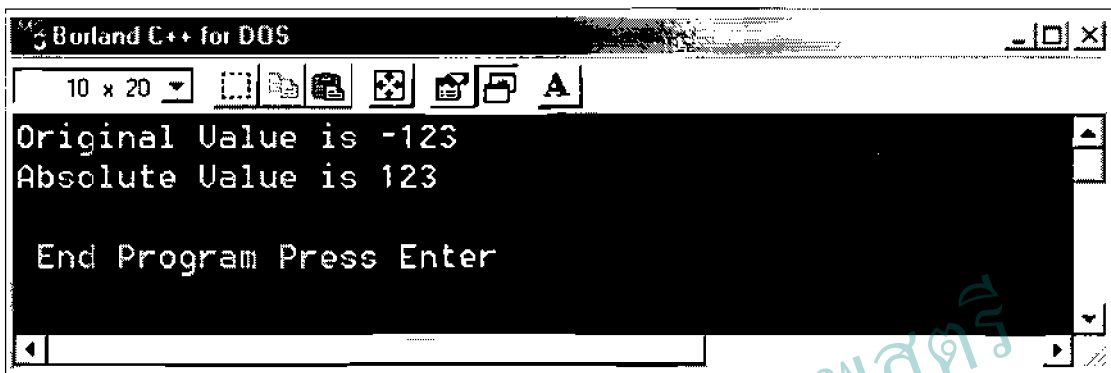 Borland C++ for DOS
10 x 20
A
Original Value is -123
Absolute Value is 123
End Program Press Enter